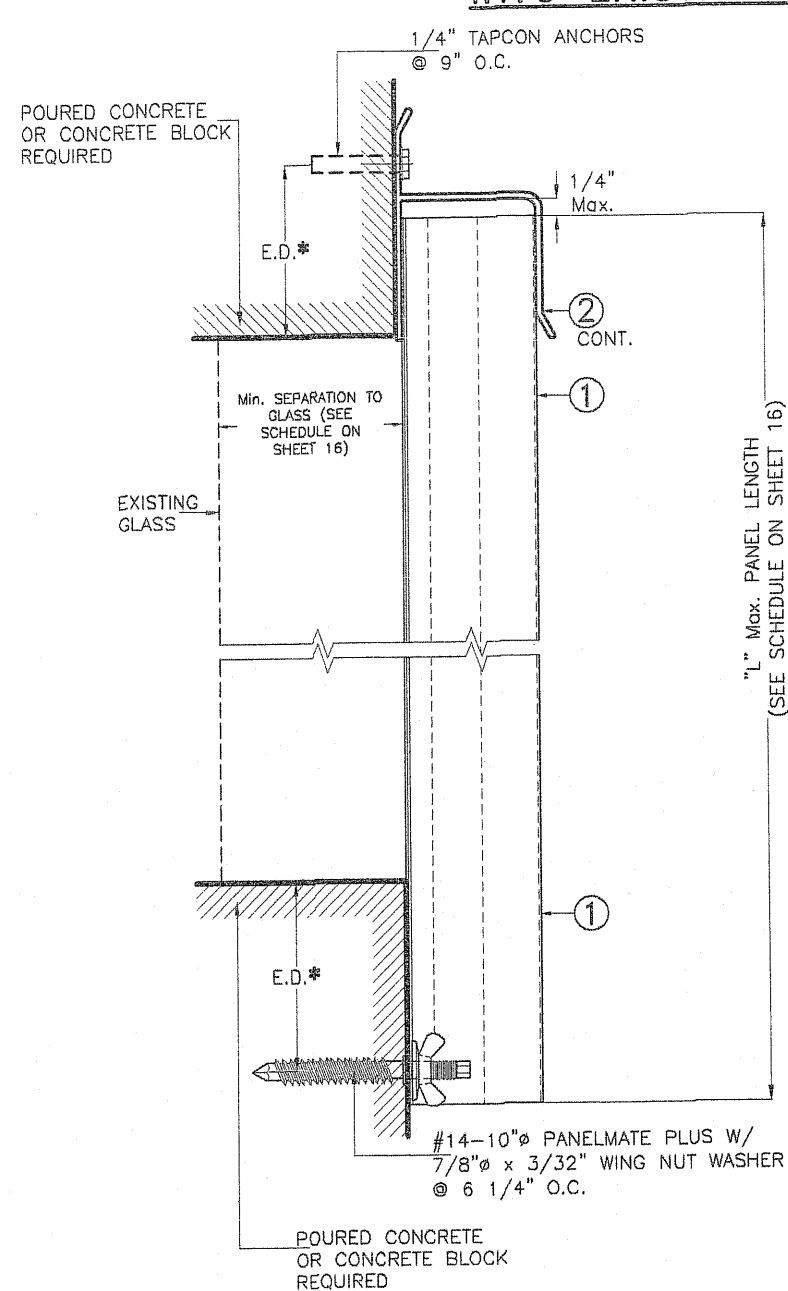 1/4" TAPCON ANCHORS
@ 9" O.C.
POURED CONCRETE
OR CONCRETE BLOCK
REQUIRED
1/4"
Max.
E.D.*
2
CONT.
1
Min. SEPARATION TO
GLASS (SEE
SCHEDULE ON
SHEET 16)
EXISTING
GLASS
"L" Max. PANEL LENGTH
(SEE SCHEDULE ON SHEET 16)
1
E.D.*
#14-10"ø PANELMATE PLUS W/
7/8"ø x 3/32" WING NUT WASHER
@ 6 1/4" O.C.
POURED CONCRETE
OR CONCRETE BLOCK
REQUIRED